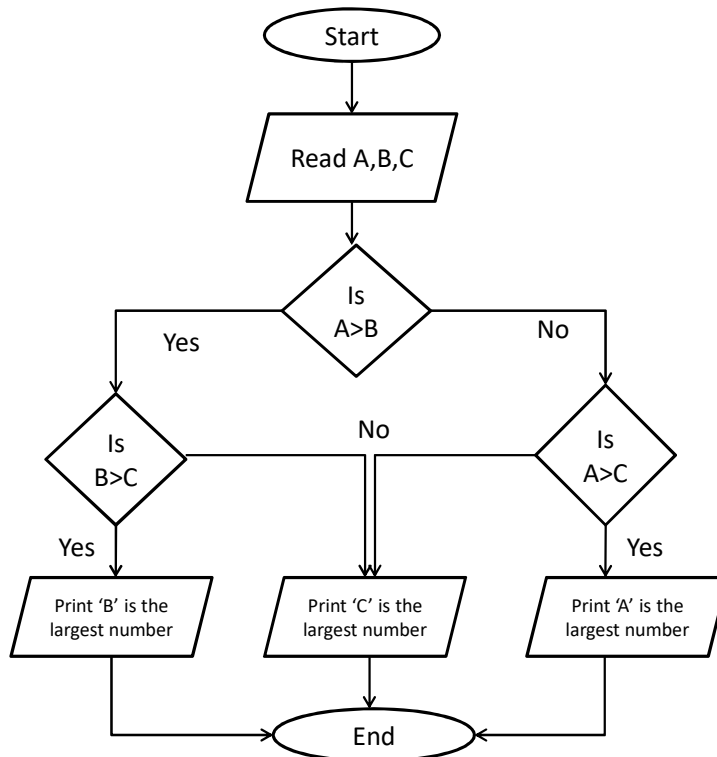 Start
Read A,B,C
Is
A>B
Yes
No
Is
B>C
No
Is
A>C
Yes
Yes
Print ‘B’ is the
largest number
Print ‘C’ is the
largest number
Print ‘A’ is the
largest number
End